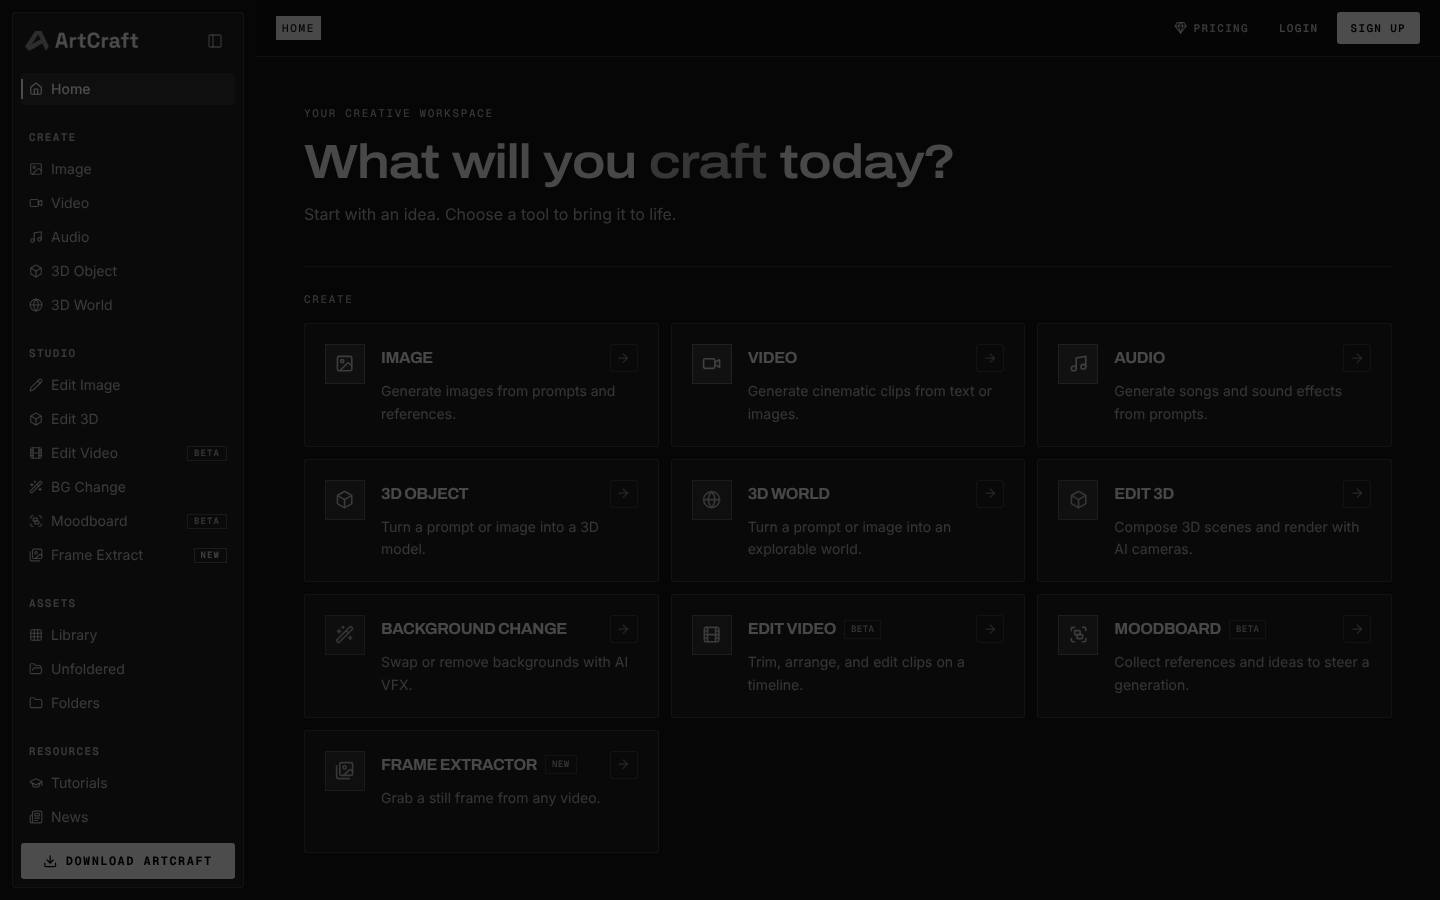 ArtCraft
Home
CREATE
Image
Video
Audio
3D Object
3D World
STUDIO
Edit Image
Edit 3D
Edit Video BETA
BG Change
Moodboard BETA
Frame Extract NEW
ASSETS
Library
Unfoldered
Folders
RESOURCES
Tutorials
News
DOWNLOAD ARTCRAFT
HOME
PRICING LOGIN SIGN UP
YOUR CREATIVE WORKSPACE
What will you craft today?
Start with an idea. Choose a tool to bring it to life.
CREATE
IMAGE
Generate images from prompts and
references.
VIDEO
Generate cinematic clips from text or
images.
AUDIO
Generate songs and sound effects
from prompts.
3D OBJECT
Turn a prompt or image into a 3D
model.
3D WORLD
Turn a prompt or image into an
explorable world.
EDIT 3D
Compose 3D scenes and render with
AI cameras.
BACKGROUND CHANGE
Swap or remove backgrounds with AI
VFX.
EDIT VIDEO BETA
Trim, arrange, and edit clips on a
timeline.
MOODBOARD BETA
Collect references and ideas to steer a
generation.
FRAME EXTRACTOR NEW
Grab a still frame from any video.